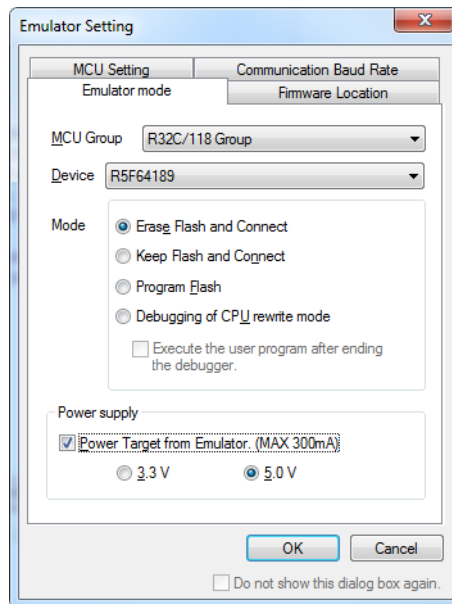 Emulator Setting
MCU Setting
Communication Baud Rate
Emulator mode
Firmware Location
MCU Group
R32C/118 Group
Device
R5F64189
Mode
Erase Flash and Connect
Keep Flash and Connect
Program Flash
Debugging of CPU rewrite mode
Execute the user program after ending
the debugger.
Power supply
Power Target from Emulator. (MAX 300mA)
3.3 V
5.0 V
OK
Cancel
Do not show this dialog box again.